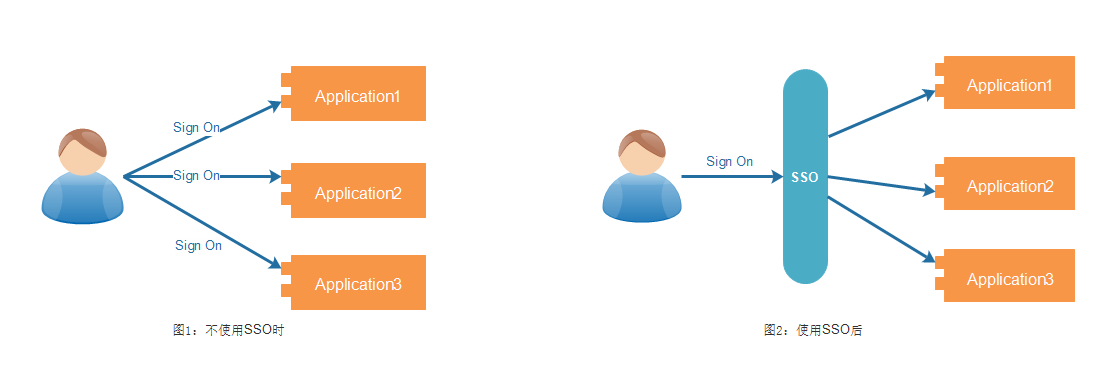 Sign On
Application1
Sign On
Application2
Sign On
Application3
图1：不使用SSO时
Sign On
SSO
Application1
Application2
Application3
图2：使用SSO后